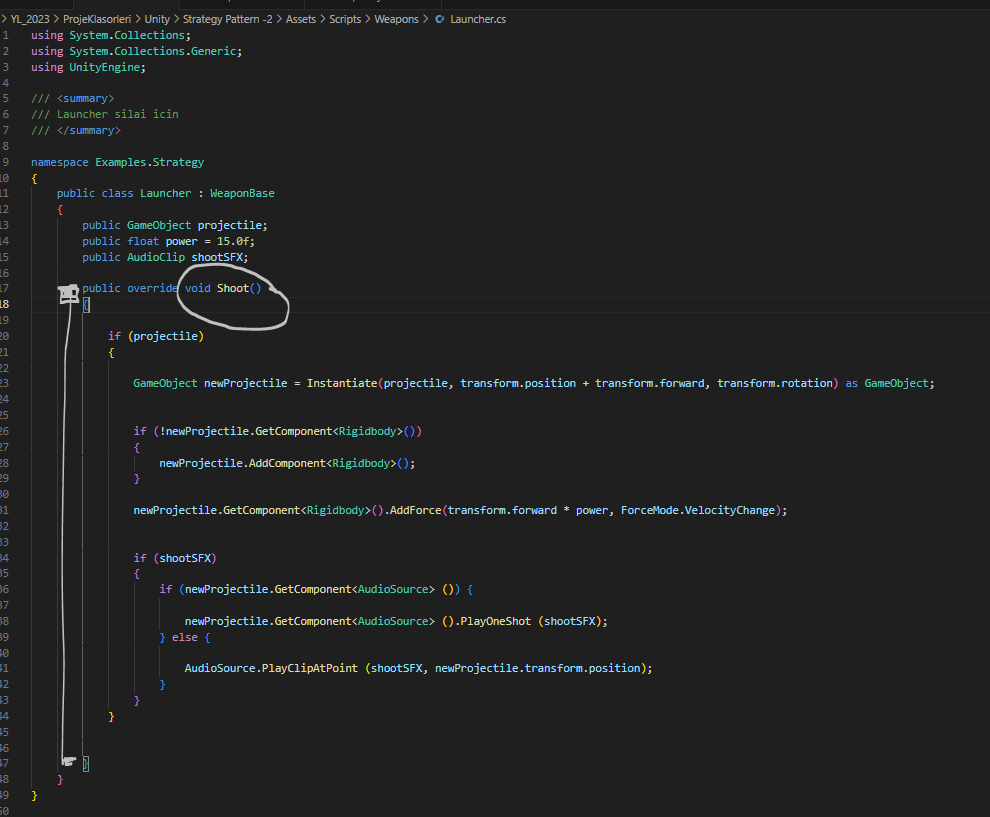 YL_2023 > ProjeKlasorleri > Unity > Strategy Pattern -2 > Assets > Scripts > Weapons > Launcher.cs
1 using System.Collections;
2 using System.Collections.Generic;
3 using UnityEngine;
4
5 /// <summary>
6 /// Launcher silai icin
7 /// </summary>
8
9 namespace Examples.Strategy
10 {
11 public class Launcher : WeaponBase
12 {
13 public GameObject projectile;
14 public float power = 15.0f;
15 public AudioClip shootSFX;
16
17 public override void Shoot()
18 {
19
20 if (projectile)
21 {
22
23 GameObject newProjectile = Instantiate(projectile, transform.position + transform.forward, transform.rotation) as GameObject;
24
25
26 if (!newProjectile.GetComponent<Rigidbody>())
27 {
28 newProjectile.AddComponent<Rigidbody>();
29 }
30
31 newProjectile.GetComponent<Rigidbody>().AddForce(transform.forward * power, ForceMode.VelocityChange);
32
33
34 if (shootSFX)
35 {
36 if (newProjectile.GetComponent<AudioSource> ()) {
37
38 newProjectile.GetComponent<AudioSource> ().PlayOneShot (shootSFX);
39 } else {
40
41 AudioSource.PlayClipAtPoint (shootSFX, newProjectile.transform.position);
42 }
43 }
44 }
45
46
47 }
48 }
49 }
50